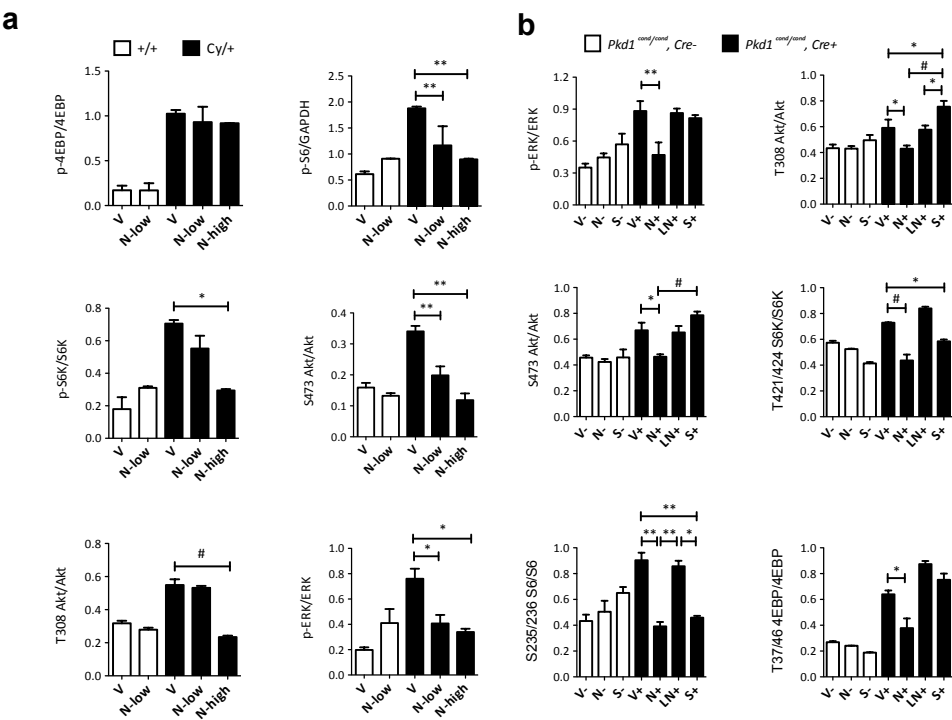 a
+/+ Cy/+
p-4EBP/4EBP
1.5
1.0
0.5
0.0
V N-low V N-low N-high
p-S6/GAPDH
2.5
2.0
1.5
1.0
0.5
0.0
**
**
V N-low V N-low N-high
p-S6K/S6K
0.8
0.6
0.4
0.2
0.0
*
V N-low V N-low N-high
S473 Akt/Akt
0.4
0.3
0.2
0.1
0.0
**
**
V N-low V N-low N-high
T308 Akt/Akt
0.8
0.6
0.4
0.2
0.0
#
V N-low V N-low N-high
p-ERK/ERK
1.0
0.8
0.6
0.4
0.2
0.0
*
*
V N-low V N-low N-high
b
Pkd1 cond/cond, Cre- Pkd1 cond/cond, Cre+
p-ERK/ERK
1.2
0.9
0.6
0.3
0.0
**
V- N- S- V+ N+ LN+ S+
T308 Akt/Akt
1.0
0.8
0.6
0.4
0.2
0.0
*
#
* *
V- N- S- V+ N+ LN+ S+
S473 Akt/Akt
1.0
0.8
0.6
0.4
0.2
0.0
#
*
V- N- S- V+ N+ LN+ S+
T421/424 S6K/S6K
1.0
0.8
0.6
0.4
0.2
0.0
*
#
V- N- S- V+ N+ LN+ S+
S235/236 S6/S6
1.0
0.8
0.6
0.4
0.2
0.0
**
** ** *
V- N- S- V+ N+ LN+ S+
T37/46 4EBP/4EBP
1.0
0.8
0.6
0.4
0.2
0.0
*
V- N- S- V+ N+ LN+ S+